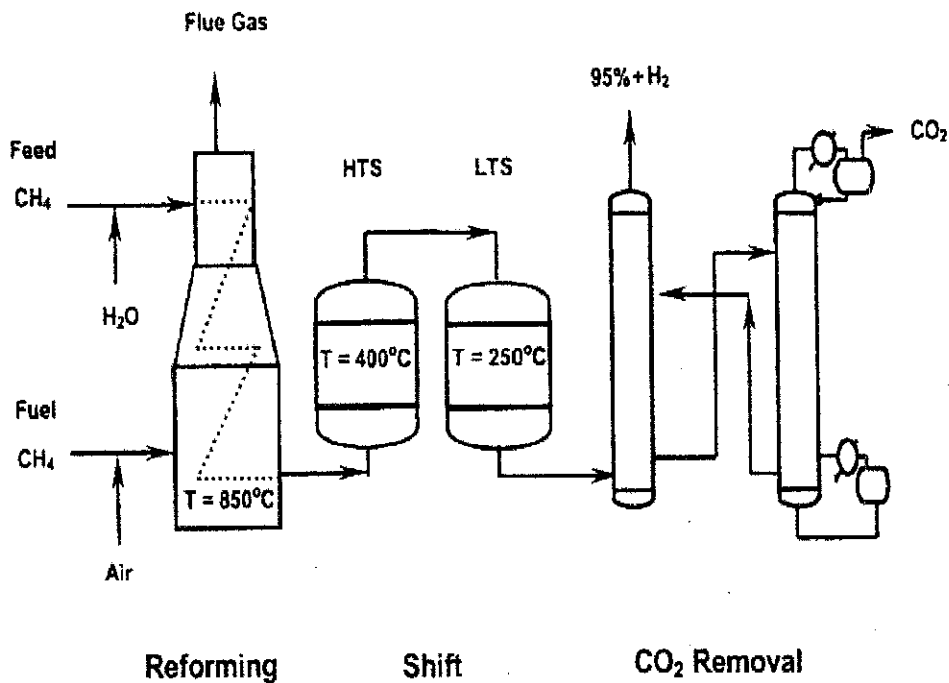 Flue Gas
95%+H₂
CO₂
Feed
HTS
LTS
CH₄
H₂O
T = 400°C
T = 250°C
Fuel
CH₄
T = 850°C
Air
Reforming
Shift
CO₂ Removal